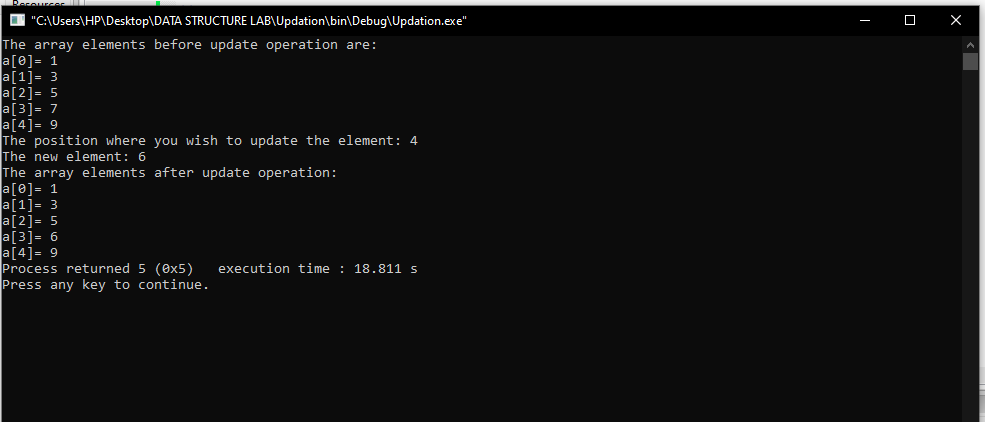 Resources
"C:\Users\HP\Desktop\DATA STRUCTURE LAB\Updation\bin\Debug\Updation.exe"
The array elements before update operation are:
a[0]= 1
a[1]= 3
a[2]= 5
a[3]= 7
a[4]= 9
The position where you wish to update the element: 4
The new element: 6
The array elements after update operation:
a[0]= 1
a[1]= 3
a[2]= 5
a[3]= 6
a[4]= 9
Process returned 5 (0x5)   execution time : 18.811 s
Press any key to continue.